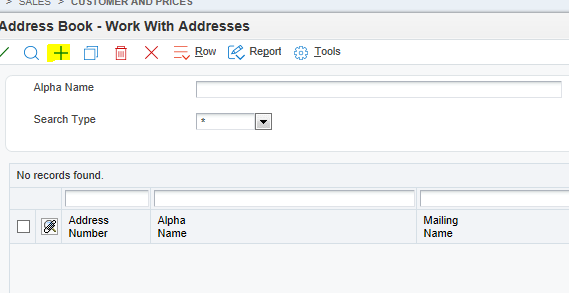 > SALES > CUSTOMER AND PRICES
Address Book - Work With Addresses
Row Report Tools
Alpha Name
Search Type *
No records found.
Address Number Alpha Name Mailing Name